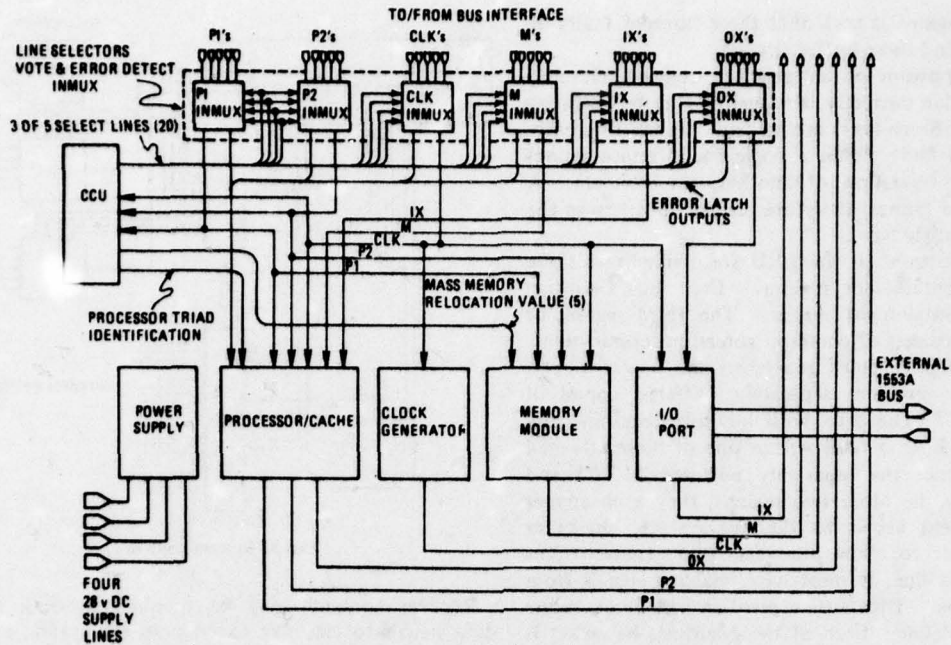 TO/FROM BUS INTERFACE
P1's P2's CLK's M's IX's OX's
LINE SELECTORS
VOTE & ERROR DETECT
INMUX
P1
INMUX
P2
INMUX
CLK
INMUX
M
INMUX
IX
INMUX
OX
INMUX
3 OF 5 SELECT LINES (20)
CCU
ERROR LATCH
OUTPUTS
IX
M
CLK
P2
P1
MASS MEMORY
RELOCATION VALUE (5)
PROCESSOR TRIAD
IDENTIFICATION
EXTERNAL
1553A
BUS
POWER
SUPPLY
PROCESSOR/CACHE
CLOCK
GENERATOR
MEMORY
MODULE
I/O
PORT
IX
M
CLK
OX
P2
P1
FOUR
28 v DC
SUPPLY
LINES